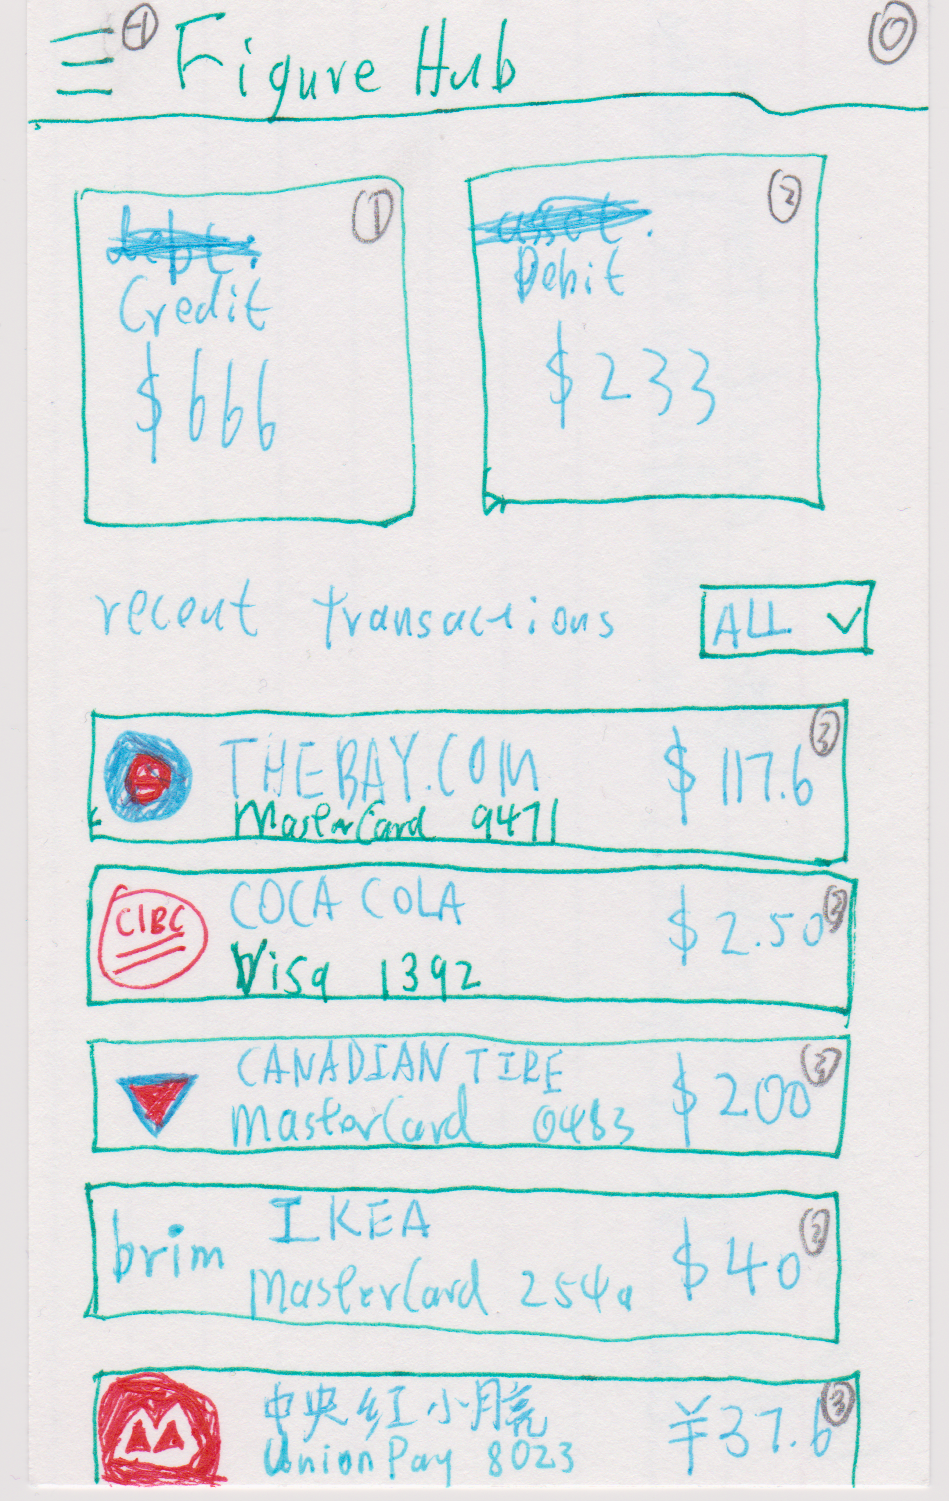 -1 Figure Hub 0
1
debt:
Credit
$666
2
asset.
Debit
$233
recent transactions ALL
3
THEBAY.COM $117.6
MasterCard 9471
CIBC COCA COLA $2.50 3
Visa 1392
CANADIAN TIRE $200 3
MasterCard 0483
brim IKEA $40 3
MasterCard 254a
中央红小月亮 ¥37.6 3
UnionPay 8023